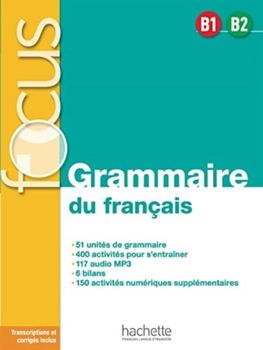 B1 B2
focus
Grammaire
du français
• 51 unités de grammaire
• 400 activités pour s'entraîner
• 117 audio MP3
• 6 bilans
• 150 activités numériques supplémentaires
Transcriptions et
corrigés inclus
hachette
FRANÇAIS LANGUE ÉTRANGÈRE